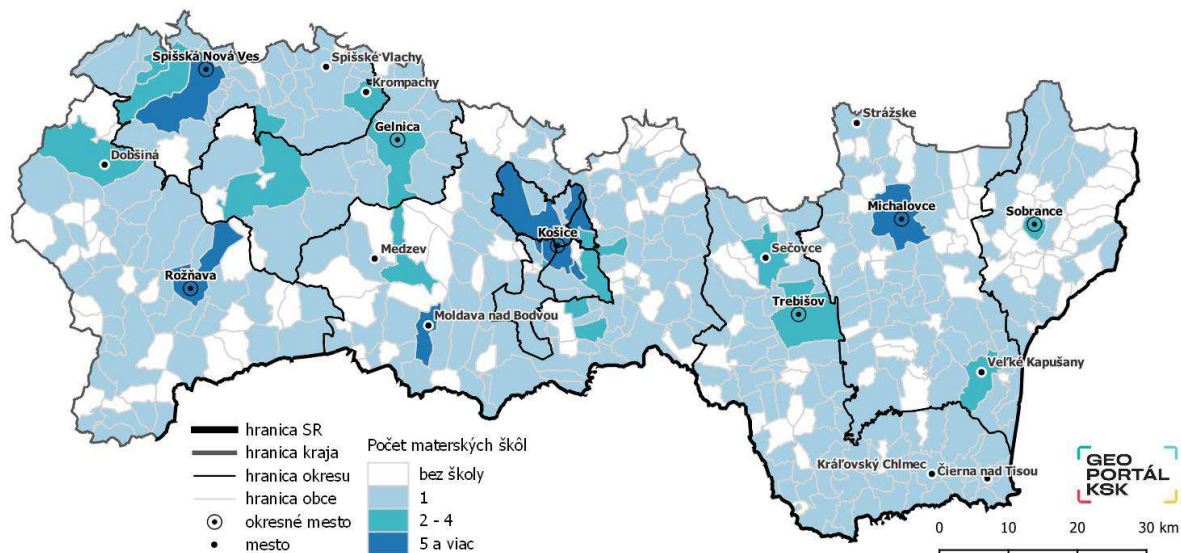 Spišská Nová Ves
Spišské Vlachy
Krompachy
Strážske
Gelnica
Dobšiná
Michalovce
Sobrance
Košice
Medzev
Sečovce
Rožňava
Trebišov
Moldava nad Bodvou
Veľké Kapušany
Kráľovský Chlmec
Čierna nad Tisou
hranica SR
hranica kraja
hranica okresu
hranica obce
okresné mesto
mesto
Počet materských škôl
bez školy
1
2 - 4
5 a viac
GEO
PORTÁL
KSK
0 10 20 30 km